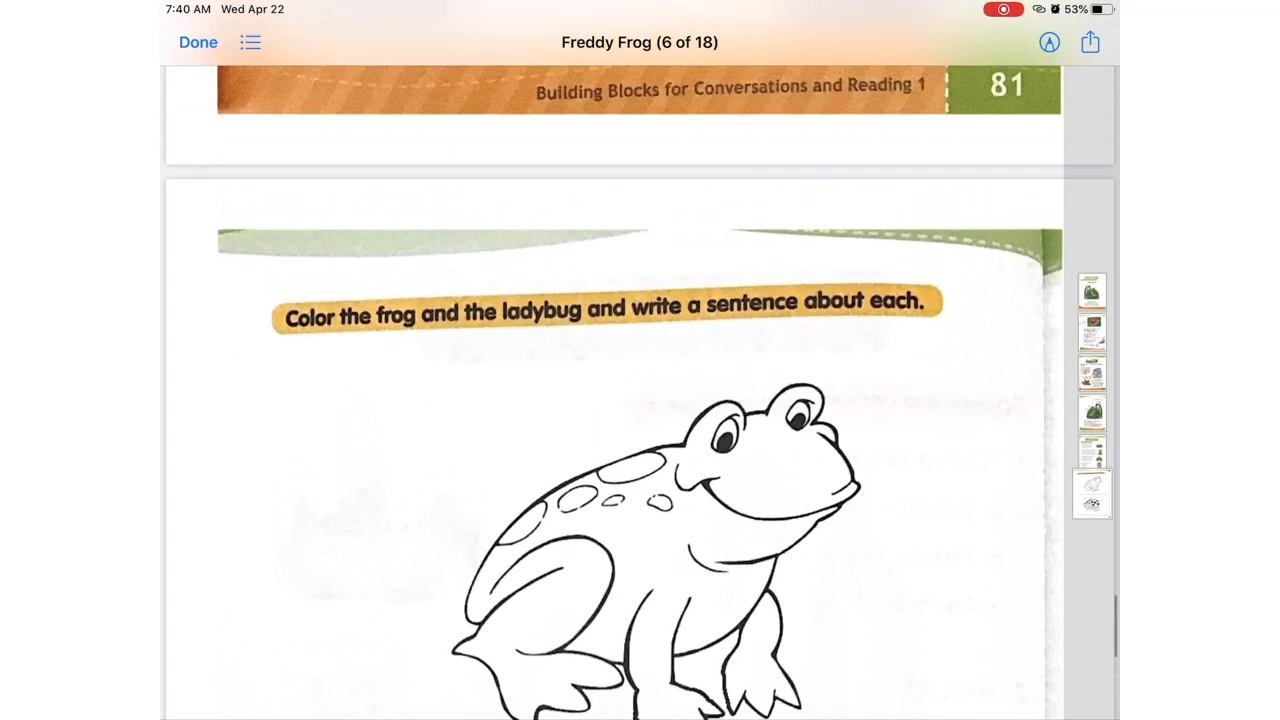 7:40 AM Wed Apr 22
53%
Done
Freddy Frog (6 of 18)
Building Blocks for Conversations and Reading 1
81
Color the frog and the ladybug and write a sentence about each.